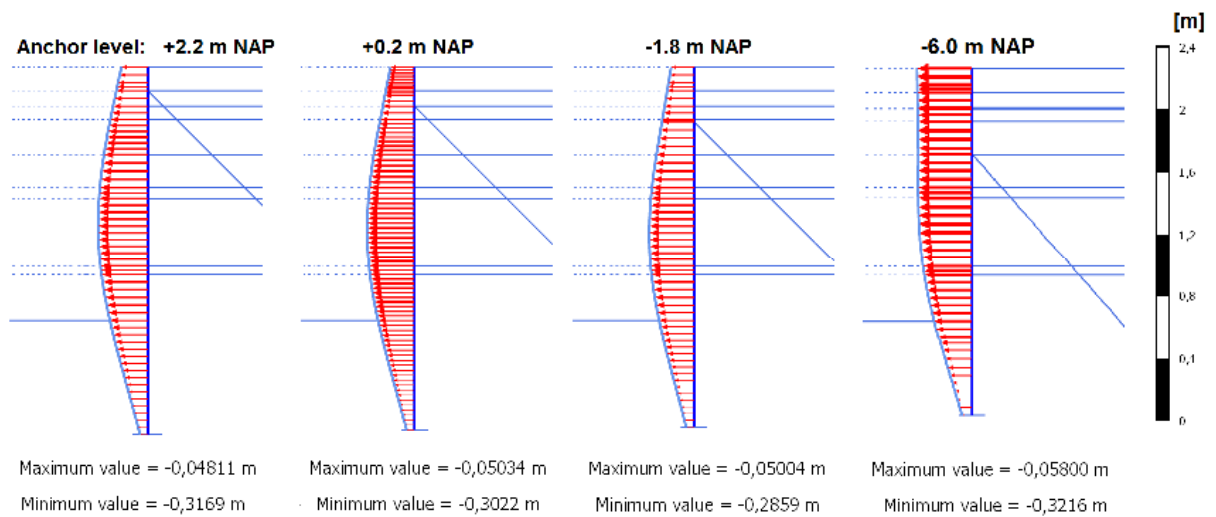 [m]
Anchor level: +2.2 m NAP +0.2 m NAP -1.8 m NAP -6.0 m NAP
2,4
2
1,6
1,2
0,8
0,4
0
Maximum value = -0,04811 m Maximum value = -0,05034 m Maximum value = -0,05004 m Maximum value = -0,05800 m
Minimum value = -0,3169 m Minimum value = -0,3022 m Minimum value = -0,2859 m Minimum value = -0,3216 m